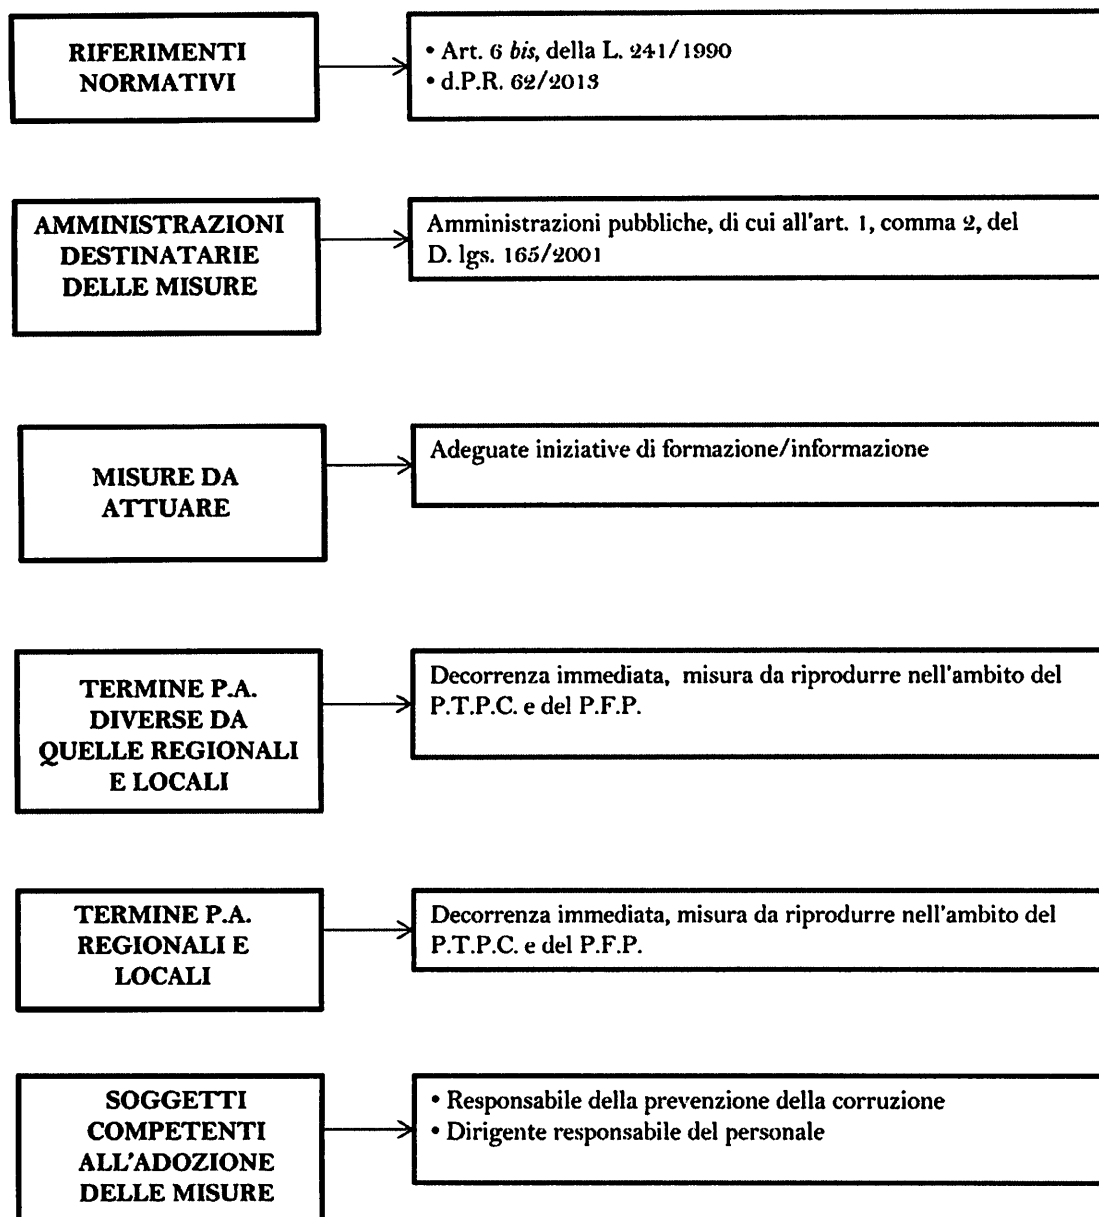 RIFERIMENTI
NORMATIVI
• Art. 6 bis, della L. 241/1990
• d.P.R. 62/2013
AMMINISTRAZIONI
DESTINATARIE
DELLE MISURE
Amministrazioni pubbliche, di cui all'art. 1, comma 2, del
D. lgs. 165/2001
MISURE DA
ATTUARE
Adeguate iniziative di formazione/informazione
TERMINE P.A.
DIVERSE DA
QUELLE REGIONALI
E LOCALI
Decorrenza immediata, misura da riprodurre nell'ambito del
P.T.P.C. e del P.F.P.
TERMINE P.A.
REGIONALI E
LOCALI
Decorrenza immediata, misura da riprodurre nell'ambito del
P.T.P.C. e del P.F.P.
SOGGETTI
COMPETENTI
ALL'ADOZIONE
DELLE MISURE
• Responsabile della prevenzione della corruzione
• Dirigente responsabile del personale